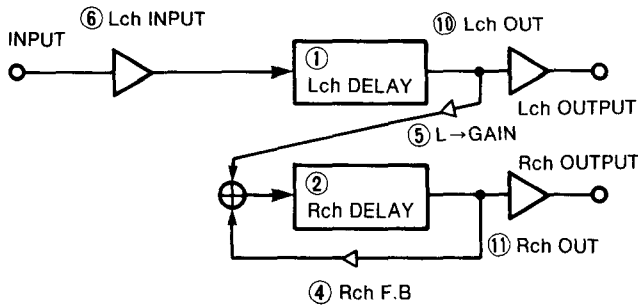 ⑥ Lch INPUT
INPUT
① Lch DELAY
⑩ Lch OUT
Lch OUTPUT
⑤ L→GAIN
② Rch DELAY
Rch OUTPUT
⑪ Rch OUT
④ Rch F.B